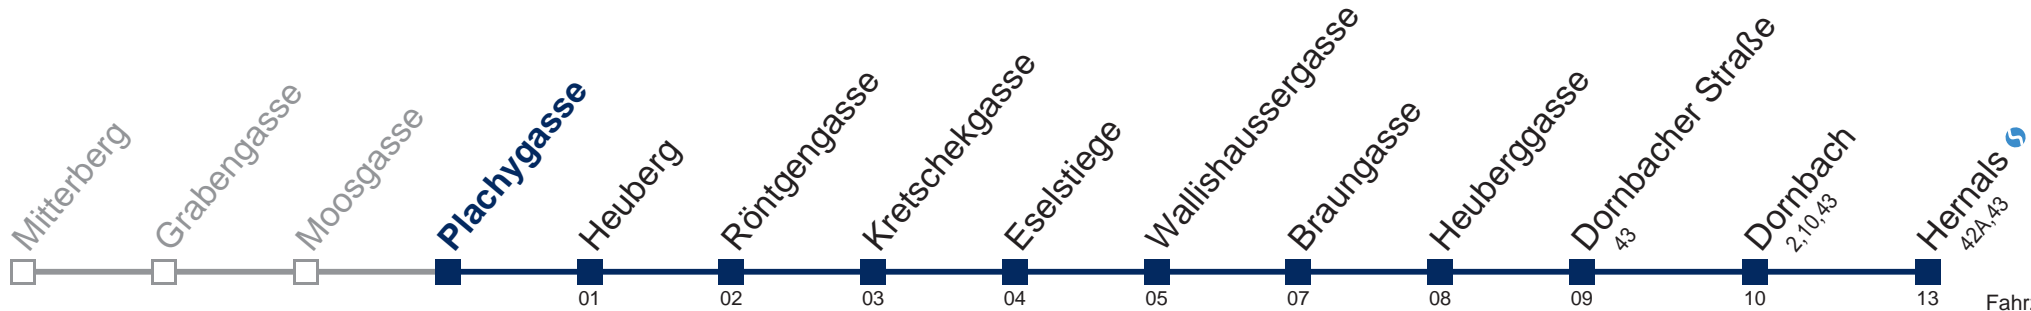 Mitterberg
Grabengasse
Moosgasse
Plachygasse
Heuberg
Röntgengasse
Kretschekgasse
Eselstiege
Wallishaussergasse
Braungasse
Heuberggasse
Dornbacher Straße
43
Dornbach
2,10,43
Hernals
42A,43
01
02
03
04
05
07
08
09
10
13